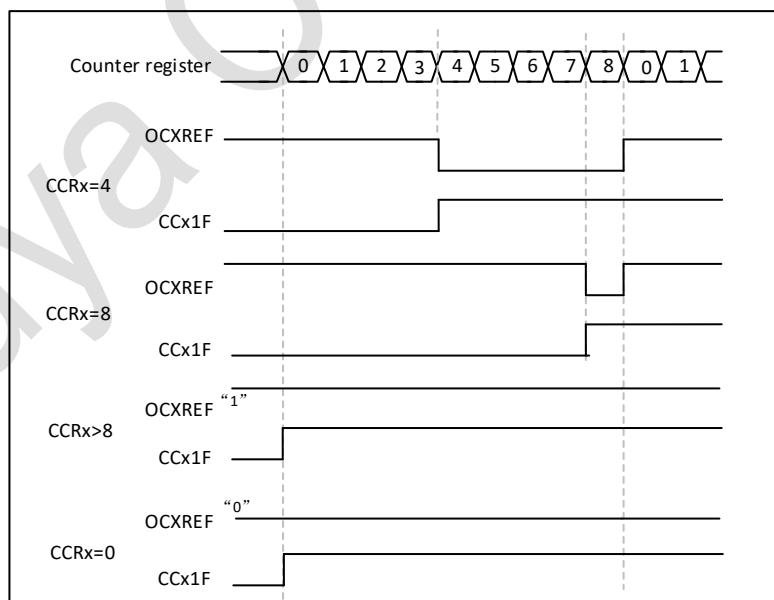 Counter register 0 1 2 3 4 5 6 7 8 0 1
OCXREF
CCRx=4
CCx1F
OCXREF
CCRx=8
CCx1F
OCXREF “1”
CCRx>8
CCx1F
OCXREF “0”
CCRx=0
CCx1F